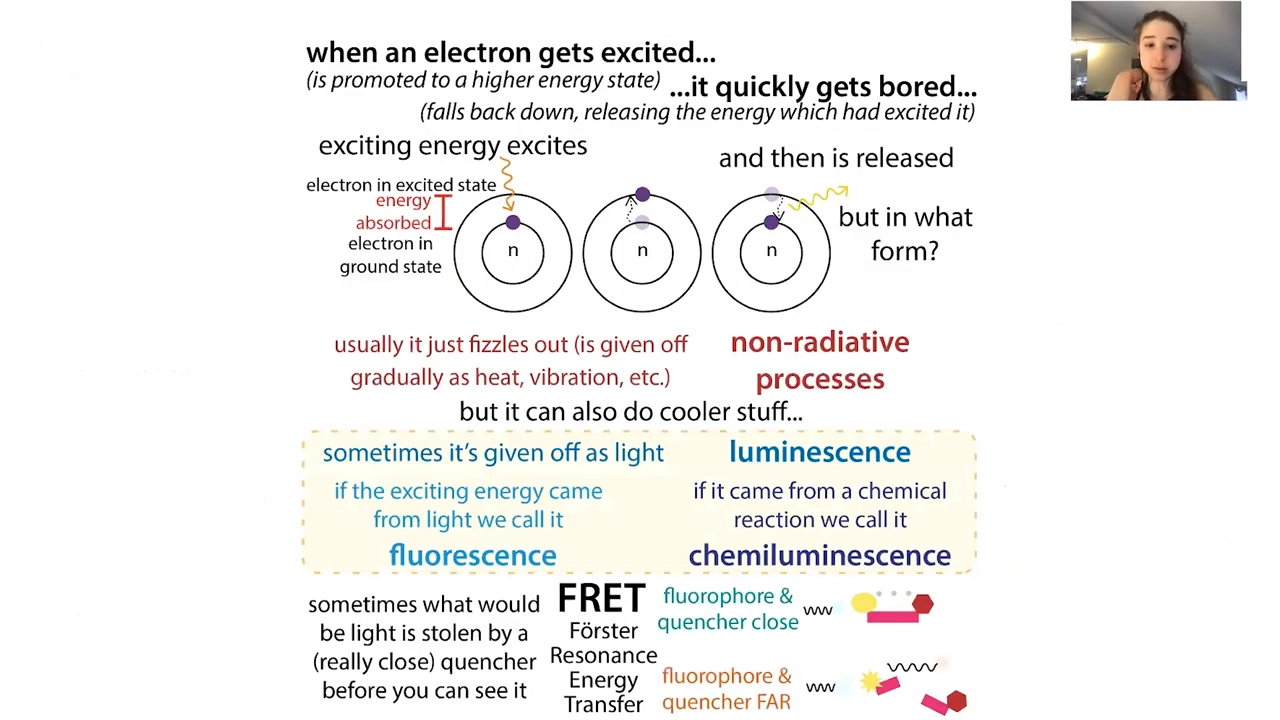 when an electron gets excited...
(is promoted to a higher energy state)
...it quickly gets bored...
(falls back down, releasing the energy which had excited it)
exciting energy excites
and then is released
electron in excited state
energy
absorbed
electron in
ground state
n
n
n
but in what
form?
usually it just fizzles out (is given off
gradually as heat, vibration, etc.)
non-radiative
processes
but it can also do cooler stuff...
sometimes it's given off as light
luminescence
if the exciting energy came
from light we call it
fluorescence
if it came from a chemical
reaction we call it
chemiluminescence
sometimes what would
be light is stolen by a
(really close) quencher
before you can see it
FRET
Förster
Resonance
Energy
Transfer
fluorophore &
quencher close
fluorophore &
quencher FAR